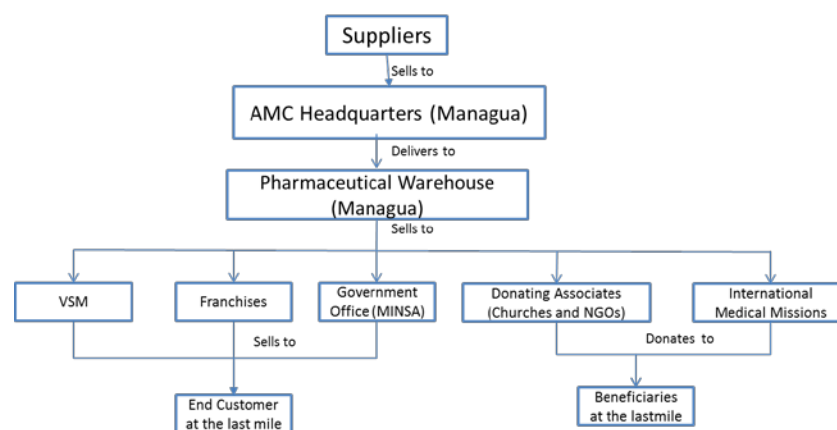 Suppliers
Sells to
AMC Headquarters (Managua)
Delivers to
Pharmaceutical Warehouse
(Managua)
Sells to
VSM
Franchises
Government
Office (MINSA)
Donating Associates
(Churches and NGOs)
International
Medical Missions
Sells to
Donates to
End Customer
at the last mile
Beneficiaries
at the lastmile